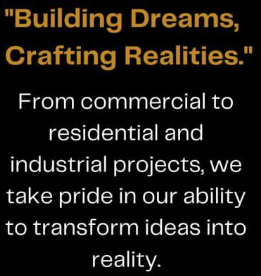 "Building Dreams,
Crafting Realities."
From commercial to
residential and
industrial projects, we
take pride in our ability
to transform ideas into
reality.